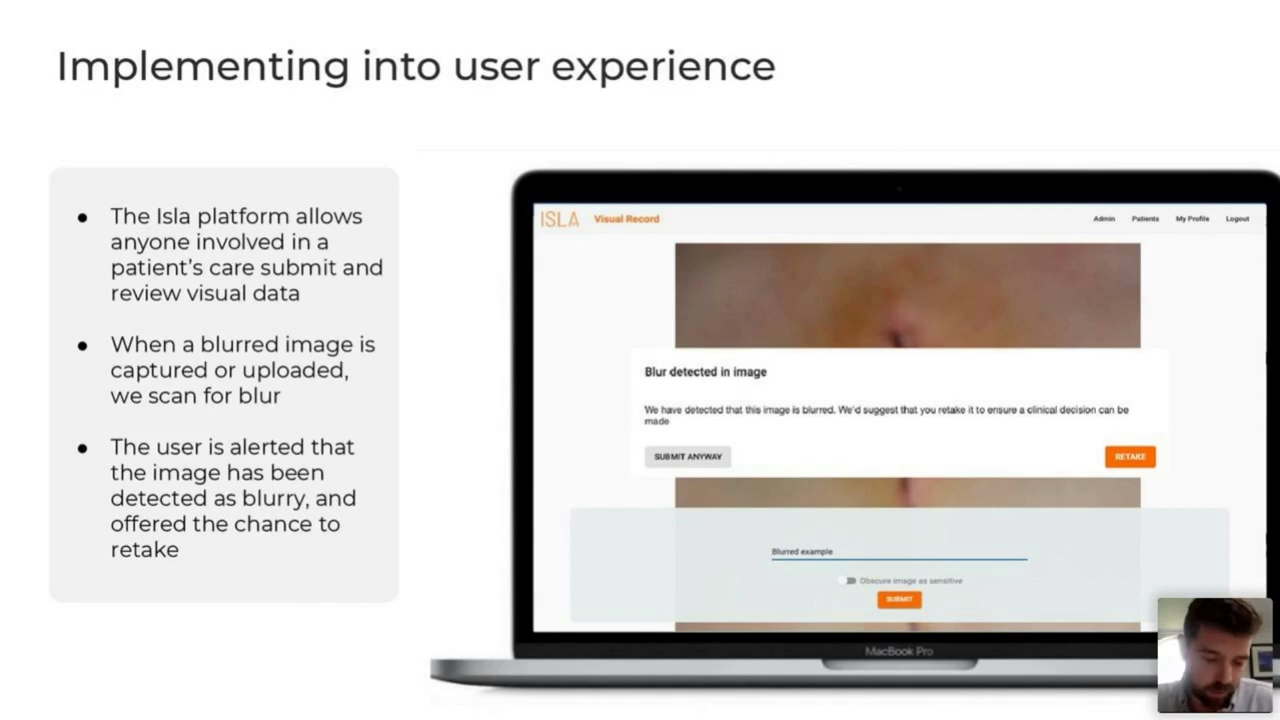 Implementing into user experience
● The Isla platform allows
anyone involved in a
patient’s care submit and
review visual data
● When a blurred image is
captured or uploaded,
we scan for blur
● The user is alerted that
the image has been
detected as blurry, and
offered the chance to
retake
ISLA Visual Record Admin Patients My Profile Logout
Blur detected in image
We have detected that this image is blurred. We'd suggest that you retake it to ensure a clinical decision can be
made
SUBMIT ANYWAY RETAKE
Blurred example
Obscure image as sensitive
SUBMIT
MacBook Pro